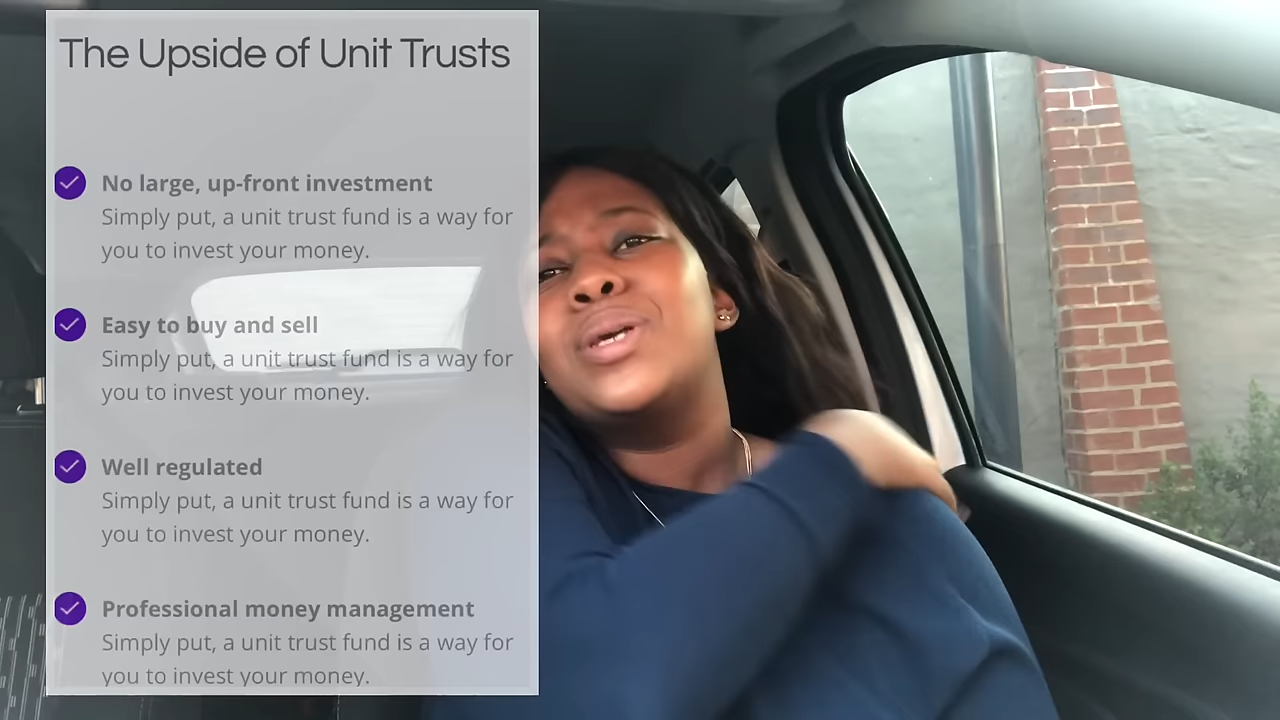 The Upside of Unit Trusts
No large, up-front investment
Simply put, a unit trust fund is a way for
you to invest your money.
Easy to buy and sell
Simply put, a unit trust fund is a way for
you to invest your money.
Well regulated
Simply put, a unit trust fund is a way for
you to invest your money.
Professional money management
Simply put, a unit trust fund is a way for
you to invest your money.